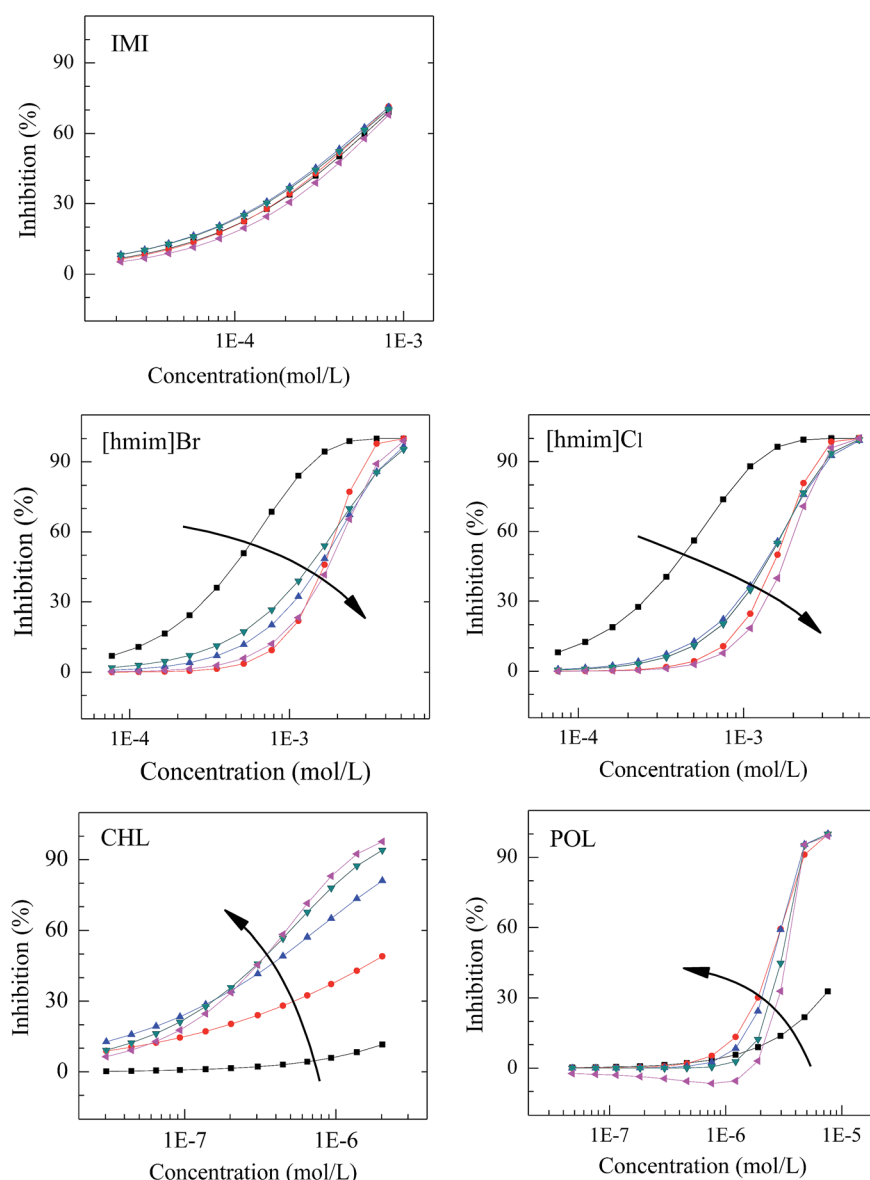 IMI
90
60
30
0
Inhibition (%)
1E-4 1E-3
Concentration(mol/L)
[hmim]Br
90
60
30
0
Inhibition (%)
1E-4 1E-3
Concentration (mol/L)
[hmim]Cl
90
60
30
0
Inhibition (%)
1E-4 1E-3
Concentration (mol/L)
CHL
90
60
30
0
Inhibition (%)
1E-7 1E-6
Concentration (mol/L)
POL
90
60
30
0
Inhibition (%)
1E-7 1E-6 1E-5
Concentration (mol/L)